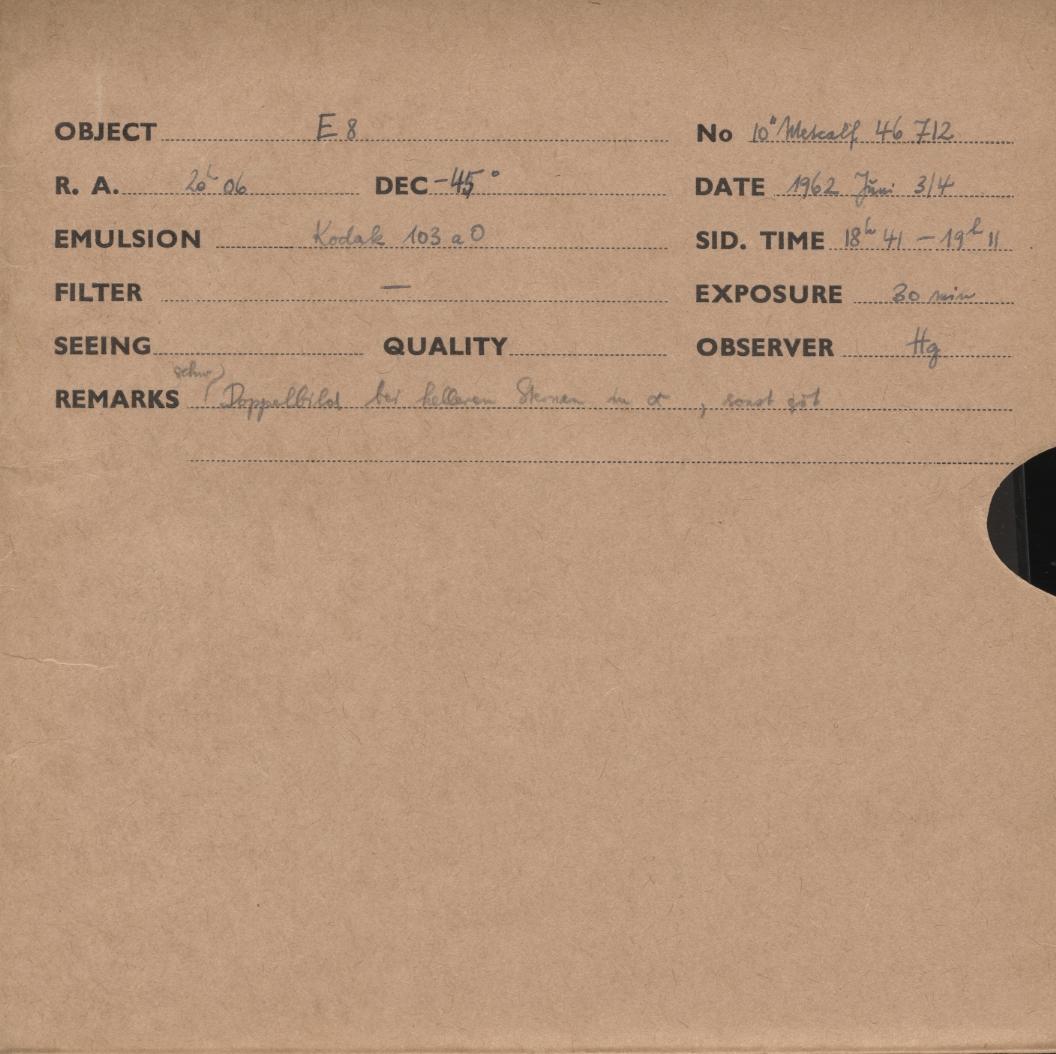 OBJECT E 8 No 10" Metcalf 46 712
R. A. 20h 06 DEC -45° DATE 1962 Juni 3/4
EMULSION Kodak 103 a O SID. TIME 18h 41 – 19h 11
FILTER — EXPOSURE 30 min
SEEING QUALITY OBSERVER Hg
schw
REMARKS Doppelbild bei helleren Sternen in α , sonst gut